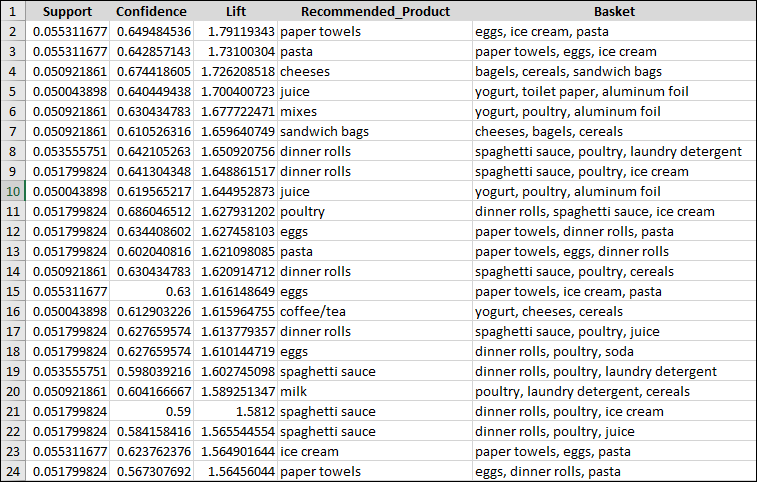 1 Support Confidence Lift Recommended_Product Basket
2 0.055311677 0.649484536 1.79119343 paper towels eggs, ice cream, pasta
3 0.055311677 0.642857143 1.73100304 pasta paper towels, eggs, ice cream
4 0.050921861 0.674418605 1.726208518 cheeses bagels, cereals, sandwich bags
5 0.050043898 0.640449438 1.700400723 juice yogurt, toilet paper, aluminum foil
6 0.050921861 0.630434783 1.677722471 mixes yogurt, poultry, aluminum foil
7 0.050921861 0.610526316 1.659640749 sandwich bags cheeses, bagels, cereals
8 0.053555751 0.642105263 1.650920756 dinner rolls spaghetti sauce, poultry, laundry detergent
9 0.051799824 0.641304348 1.648861517 dinner rolls spaghetti sauce, poultry, ice cream
10 0.050043898 0.619565217 1.644952873 juice yogurt, poultry, aluminum foil
11 0.051799824 0.686046512 1.627931202 poultry dinner rolls, spaghetti sauce, ice cream
12 0.051799824 0.634408602 1.627458103 eggs paper towels, dinner rolls, pasta
13 0.051799824 0.602040816 1.621098085 pasta paper towels, eggs, dinner rolls
14 0.050921861 0.630434783 1.620914712 dinner rolls spaghetti sauce, poultry, cereals
15 0.055311677 0.63 1.616148649 eggs paper towels, ice cream, pasta
16 0.050043898 0.612903226 1.615964755 coffee/tea yogurt, cheeses, cereals
17 0.051799824 0.627659574 1.613779357 dinner rolls spaghetti sauce, poultry, juice
18 0.051799824 0.627659574 1.610144719 eggs dinner rolls, poultry, soda
19 0.053555751 0.598039216 1.602745098 spaghetti sauce dinner rolls, poultry, laundry detergent
20 0.050921861 0.604166667 1.589251347 milk poultry, laundry detergent, cereals
21 0.051799824 0.59 1.5812 spaghetti sauce dinner rolls, poultry, ice cream
22 0.051799824 0.584158416 1.565544554 spaghetti sauce dinner rolls, poultry, juice
23 0.055311677 0.623762376 1.564901644 ice cream paper towels, eggs, pasta
24 0.051799824 0.567307692 1.56456044 paper towels eggs, dinner rolls, pasta